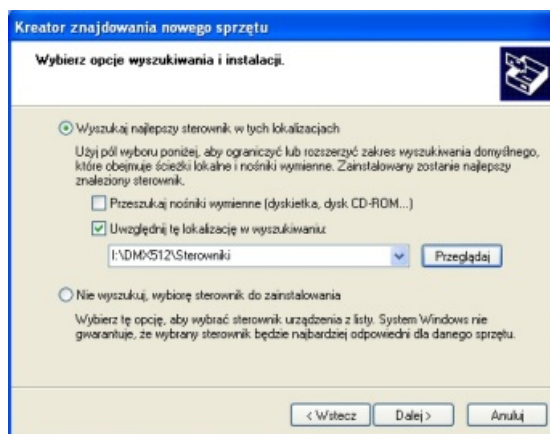 Kreator znajdowania nowego sprzętu
Wybierz opcje wyszukiwania i instalacji.
Wyszukaj najlepszy sterownik w tych lokalizacjach
Użyj pól wyboru poniżej, aby ograniczyć lub rozszerzyć zakres wyszukiwania domyślnego,
które obejmuje ścieżki lokalne i nośniki wymienne. Zainstalowany zostanie najlepszy
znaleziony sterownik.
Przeszukaj nośniki wymienne (dyskietka, dysk CD-ROM...)
Uwzględnij tę lokalizację w wyszukiwaniu:
I:\DMX512\Sterowniki
Przeglądaj
Nie wyszukuj, wybiorę sterownik do zainstalowania
Wybierz tę opcję, aby wybrać sterownik urządzenia z listy. System Windows nie
gwarantuje, że wybrany sterownik będzie najbardziej odpowiedni dla danego sprzętu.
< Wstecz
Dalej >
Anuluj